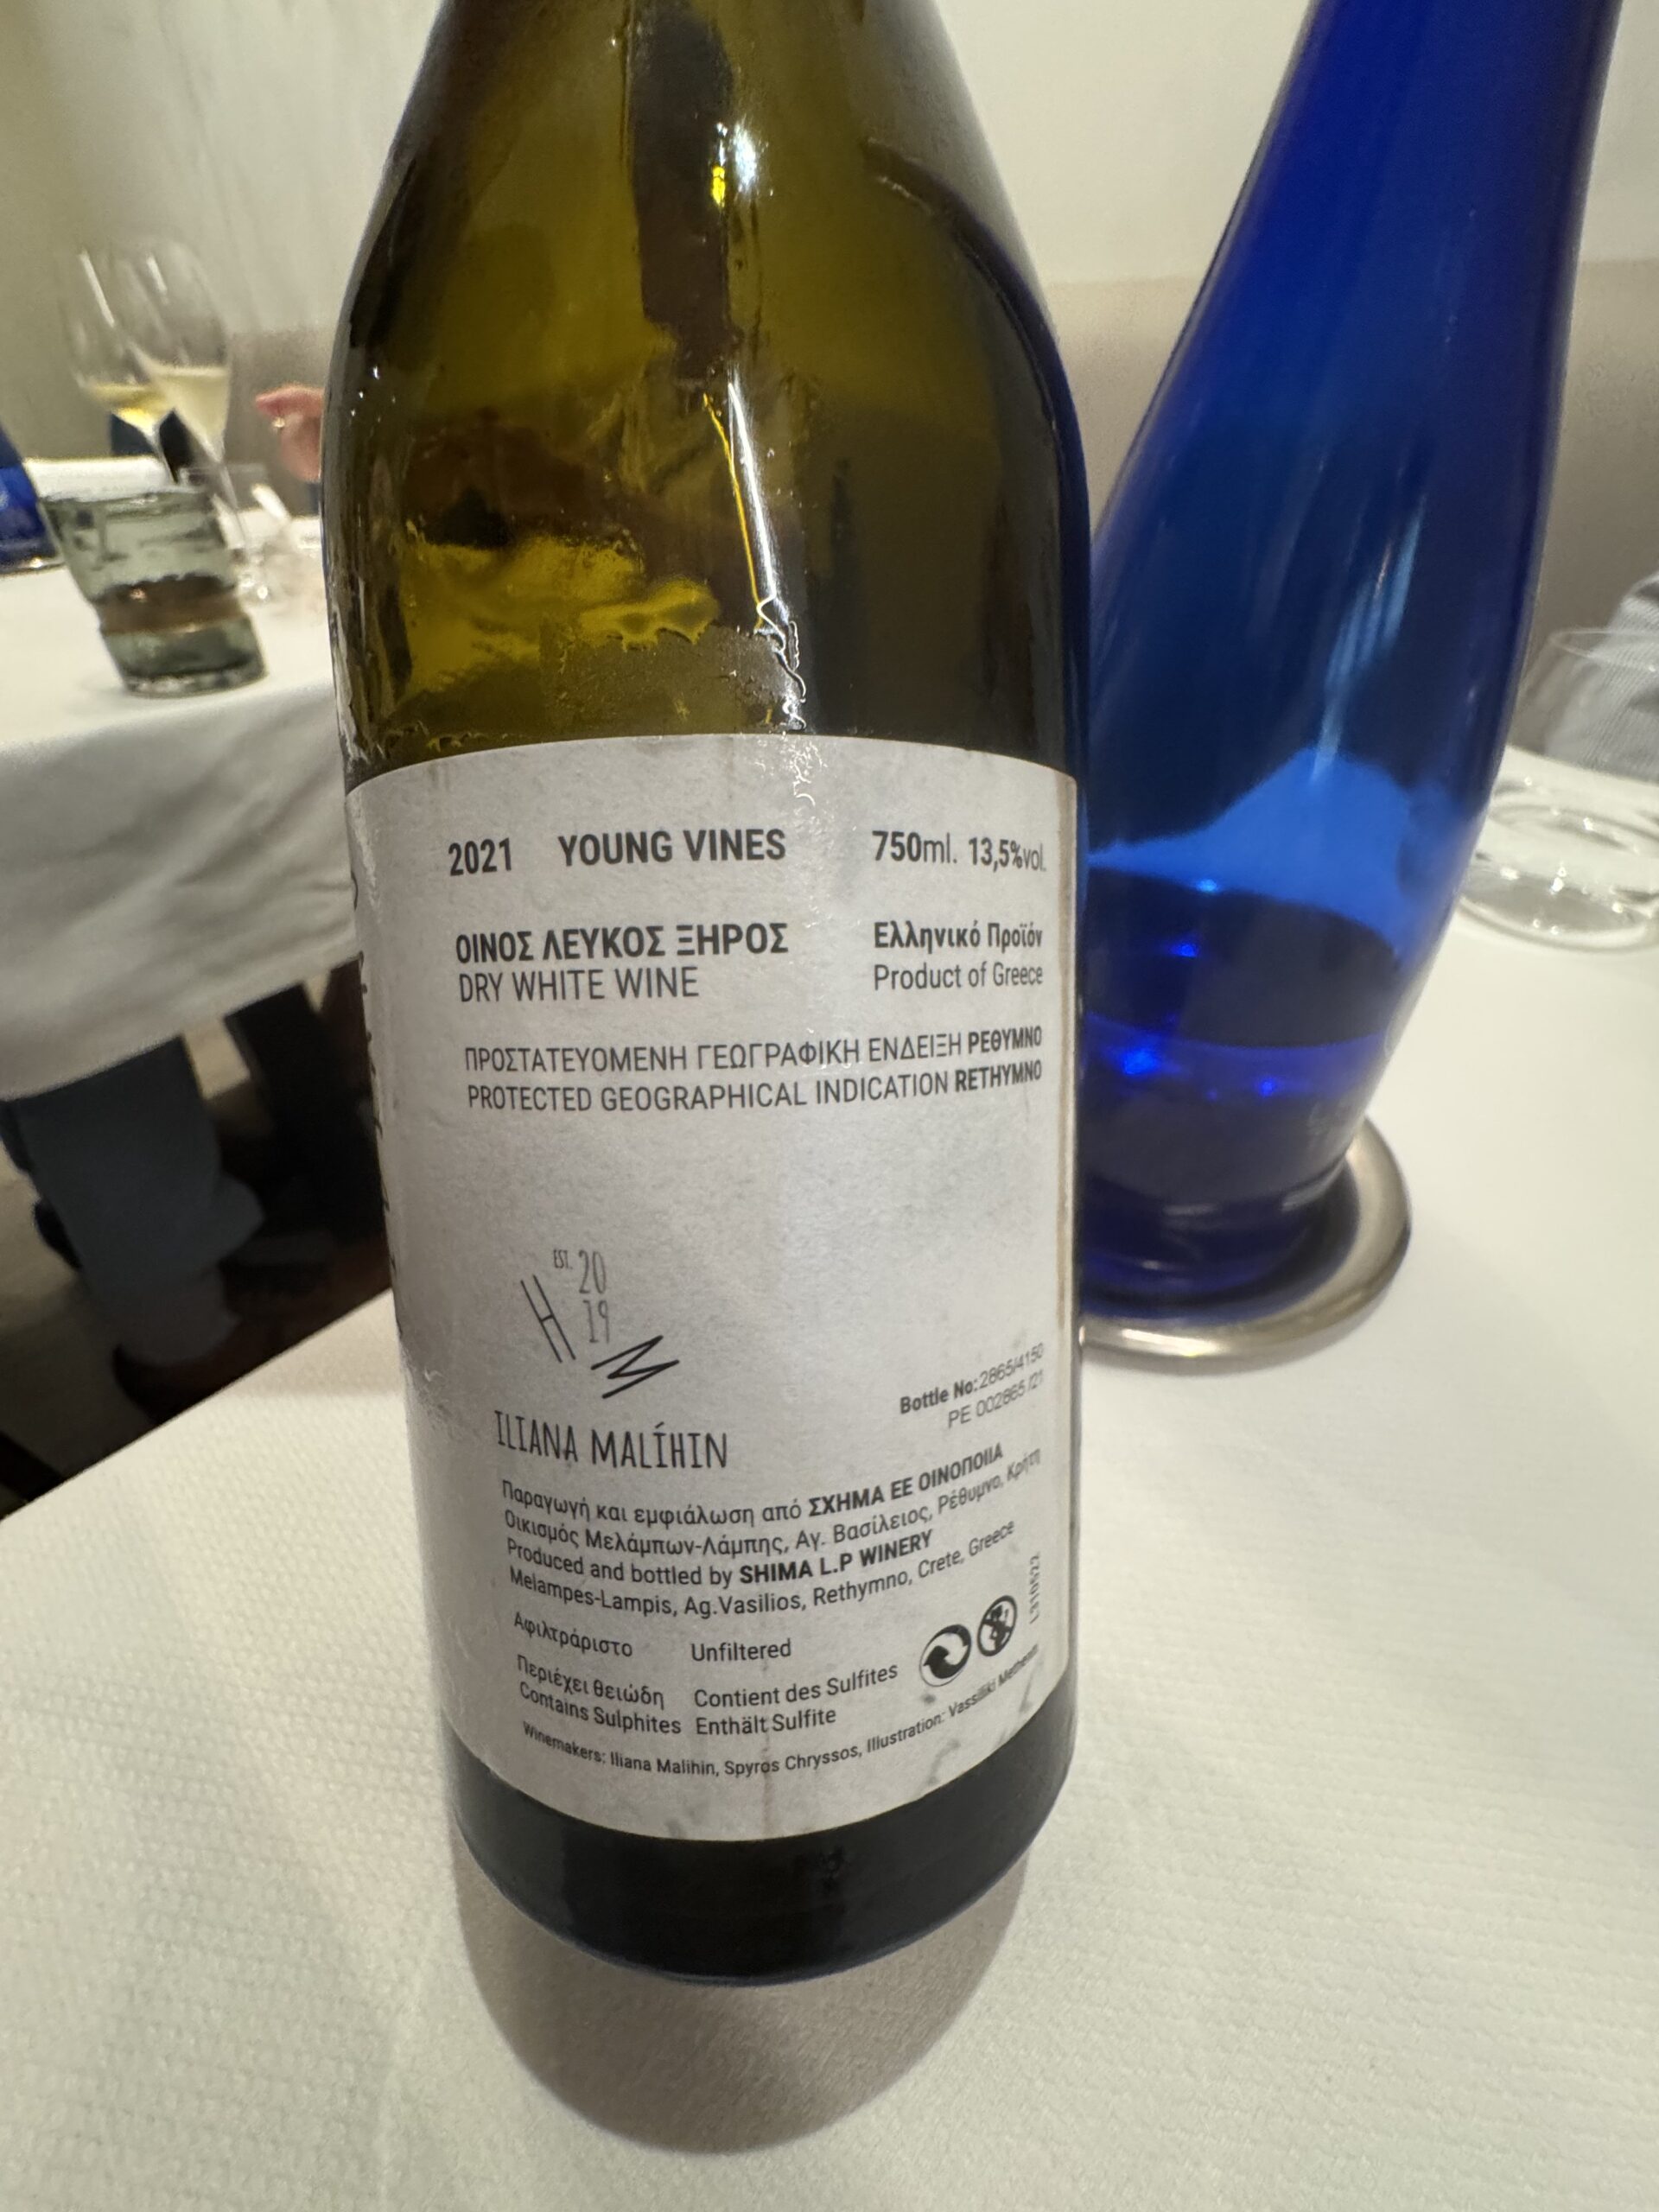 2021 YOUNG VINES 750ml. 13,5%vol.
ΟΙΝΟΣ ΛΕΥΚΟΣ ΞΗΡΟΣ Ελληνικό Προϊόν
DRY WHITE WINE Product of Greece
ΠΡΟΣΤΑΤΕΥΟΜΕΝΗ ΓΕΩΓΡΑΦΙΚΗ ΕΝΔΕΙΞΗ ΡΕΘΥΜΝΟ
PROTECTED GEOGRAPHICAL INDICATION RETHYMNO
EST. 20
19
H M
ILIANA MALÍHIN
Bottle No: 2865/4150
PE 002865 /21
Παραγωγή και εμφιάλωση από ΣΧΗΜΑ ΕΕ ΟΙΝΟΠΟΙΙΑ
Οικισμός Μελάμπων-Λάμπης, Αγ. Βασίλειος, Ρέθυμνο, Κρήτη
Produced and bottled by SHIMA L.P WINERY
Melampes-Lampis, Ag.Vasilios, Rethymno, Crete, Greece
Αφιλτράριστο Unfiltered
Περιέχει θειώδη Contient des Sulfites
Contains Sulphites Enthält Sulfite
L310522
Winemakers: Iliana Malihin, Spyros Chryssos, Illustration: Vassiliki